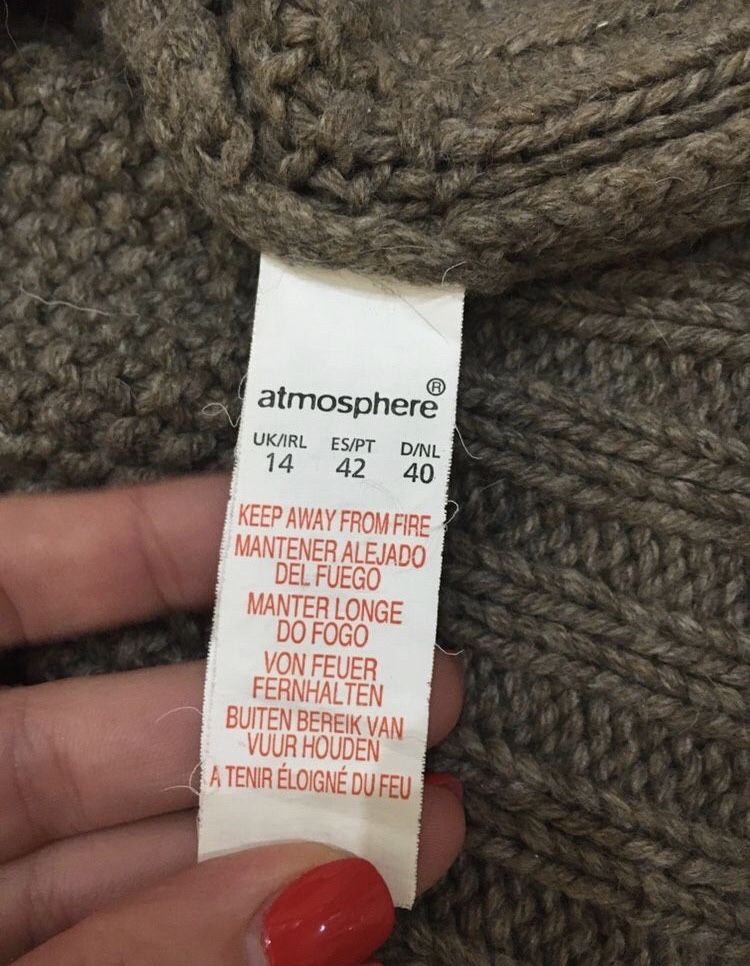 atmosphere®
UK/IRL ES/PT D/NL
14 42 40
KEEP AWAY FROM FIRE
MANTENER ALEJADO
DEL FUEGO
MANTER LONGE
DO FOGO
VON FEUER
FERNHALTEN
BUITEN BEREIK VAN
VUUR HOUDEN
A TENIR ÉLOIGNÉ DU FEU